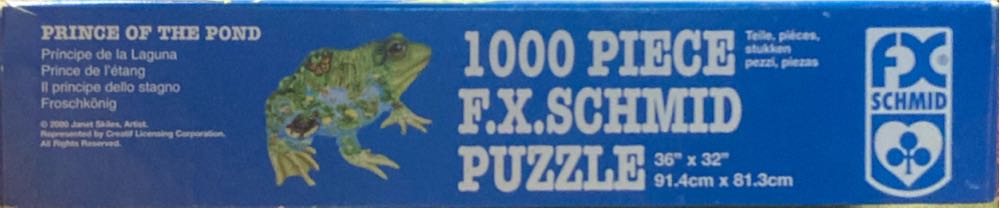 PRINCE OF THE POND
Príncipe de la Laguna
Prince de l'étang
Il principe dello stagno
Froschkönig
© 2000 Janet Skiles, Artist.
Represented by Creatif Licensing Corporation.
All Rights Reserved.
1000 PIECE
Teile, pièces,
stukken
pezzi, piezas
F.X.SCHMID
PUZZLE
36" x 32"
91.4cm x 81.3cm
FX
SCHMID